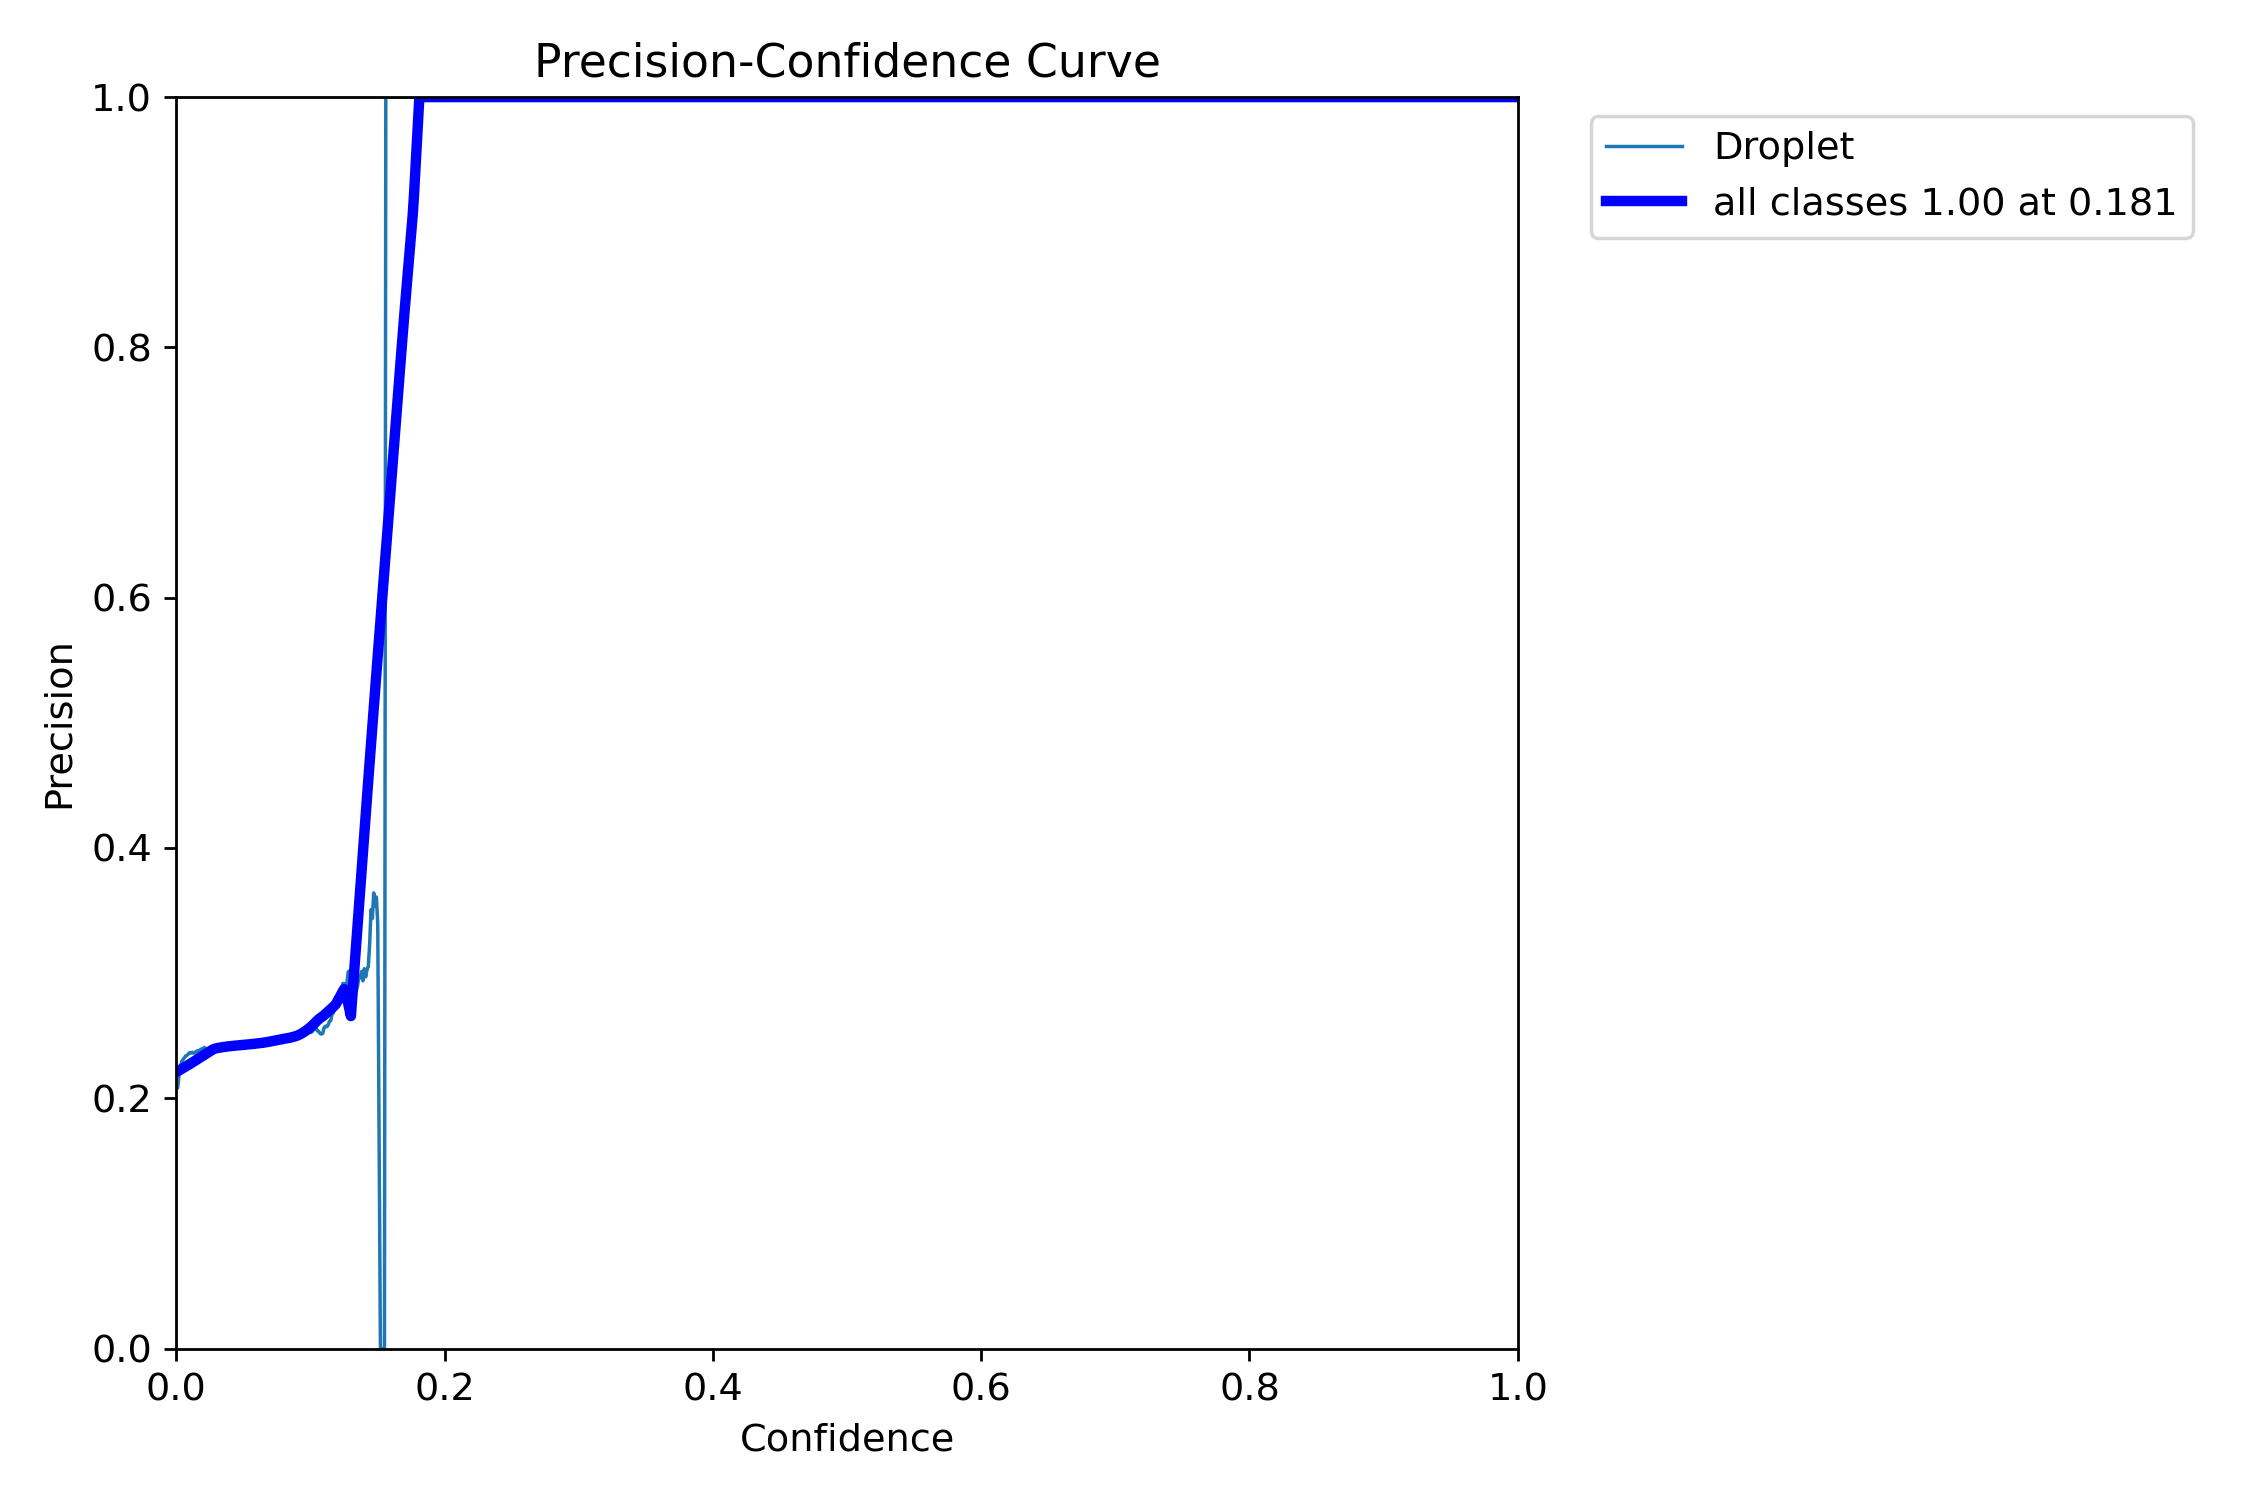 Precision-Confidence Curve
1.0
0.8
0.6
0.4
0.2
0.0
Precision
0.0 0.2 0.4 0.6 0.8 1.0
Confidence
Droplet
all classes 1.00 at 0.181